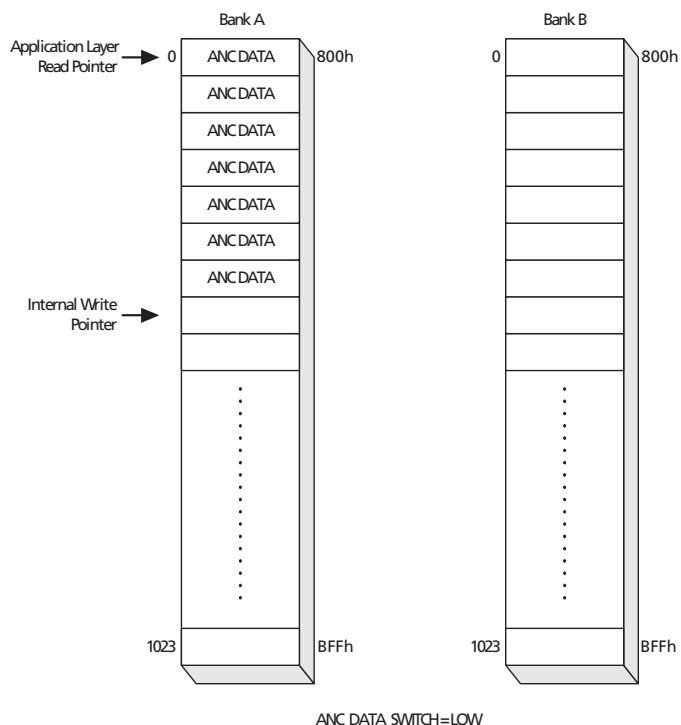 Bank A
Bank B
Application Layer
Read Pointer
0
ANC DATA
800h
0
800h
ANC DATA
ANC DATA
ANC DATA
ANC DATA
ANC DATA
ANC DATA
Internal Write
Pointer
1023
BFFh
1023
BFFh
ANC DATA SWITCH=LOW